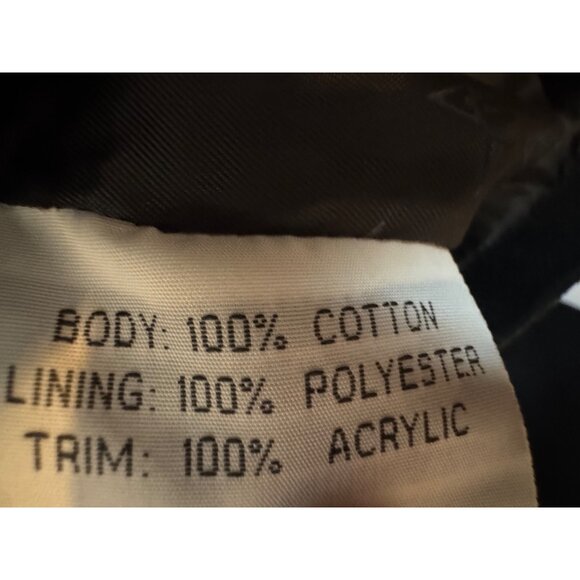 BODY: 100% COTTON
LINING: 100% POLYESTER
TRIM: 100% ACRYLIC